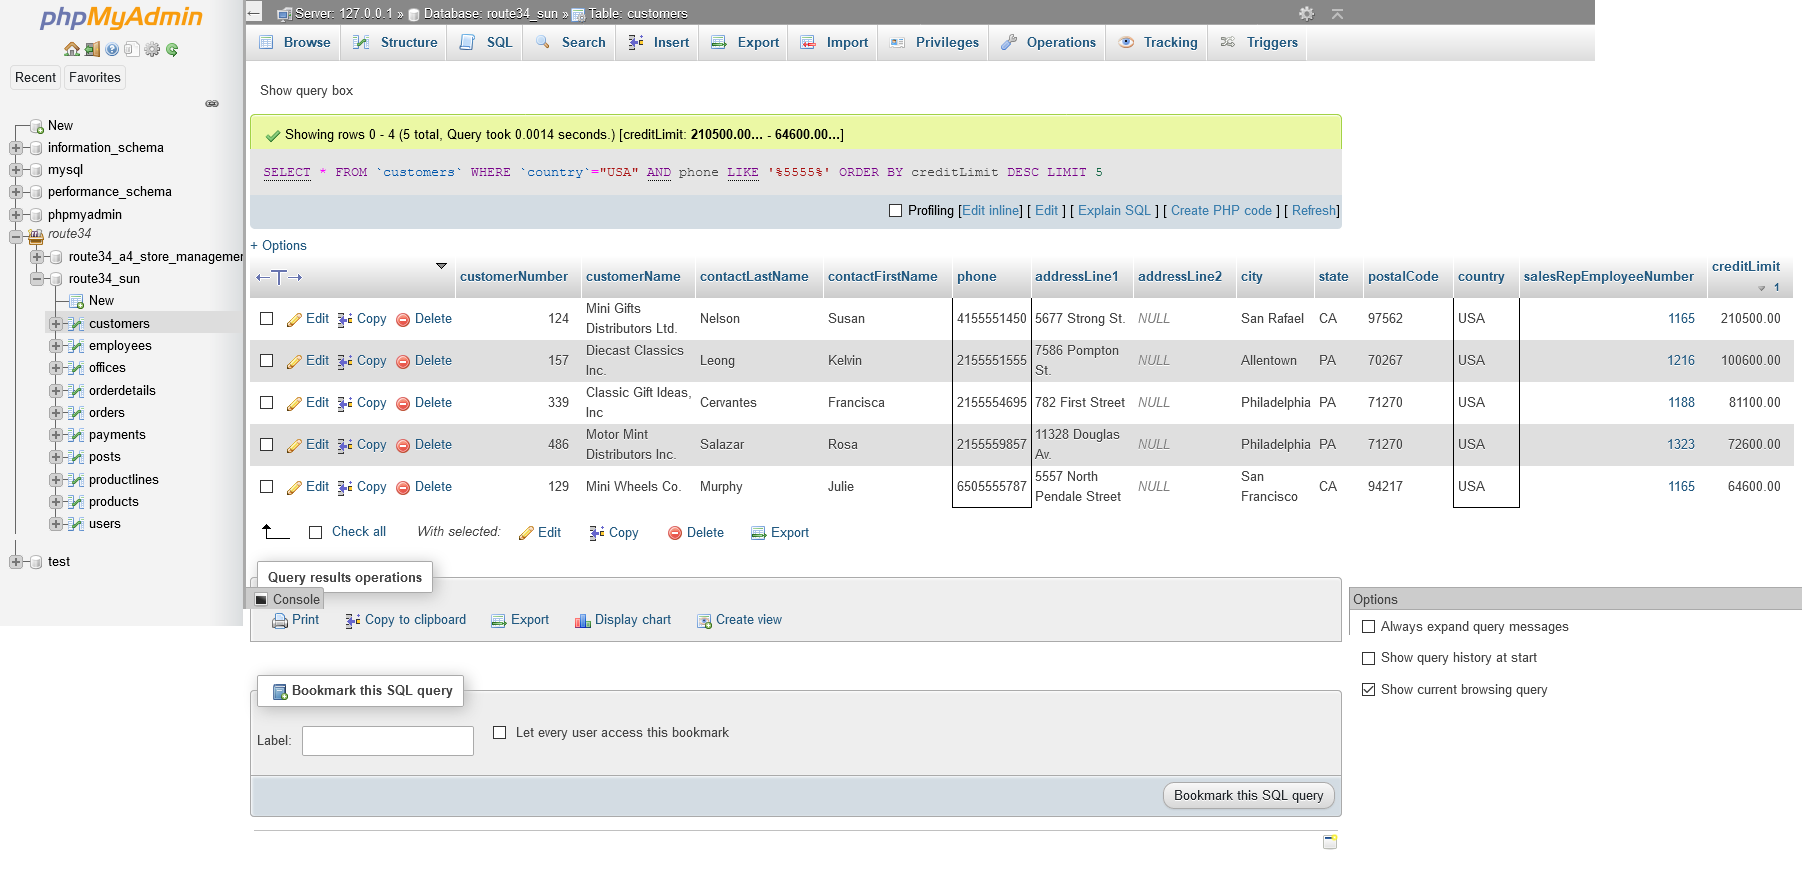 phpMyAdmin
Recent Favorites
New
information_schema
mysql
performance_schema
phpmyadmin
route34
route34_a4_store_managemer
route34_sun
New
customers
employees
offices
orderdetails
orders
payments
posts
productlines
products
users
test
Server: 127.0.0.1 » Database: route34_sun » Table: customers
Browse Structure SQL Search Insert Export Import Privileges Operations Tracking Triggers
Show query box
Showing rows 0 - 4 (5 total, Query took 0.0014 seconds.) [creditLimit: 210500.00... - 64600.00...]
SELECT * FROM `customers` WHERE `country`="USA" AND phone LIKE '%5555%' ORDER BY creditLimit DESC LIMIT 5
Profiling [Edit inline] [ Edit ] [ Explain SQL ] [ Create PHP code ] [ Refresh]
+ Options
←T→ customerNumber customerName contactLastName contactFirstName phone addressLine1 addressLine2 city state postalCode country salesRepEmployeeNumber creditLimit 1
Edit Copy Delete 124 Mini Gifts Distributors Ltd. Nelson Susan 4155551450 5677 Strong St. NULL San Rafael CA 97562 USA 1165 210500.00
Edit Copy Delete 157 Diecast Classics Inc. Leong Kelvin 2155551555 7586 Pompton St. NULL Allentown PA 70267 USA 1216 100600.00
Edit Copy Delete 339 Classic Gift Ideas, Inc Cervantes Francisca 2155554695 782 First Street NULL Philadelphia PA 71270 USA 1188 81100.00
Edit Copy Delete 486 Motor Mint Distributors Inc. Salazar Rosa 2155559857 11328 Douglas Av. NULL Philadelphia PA 71270 USA 1323 72600.00
Edit Copy Delete 129 Mini Wheels Co. Murphy Julie 6505555787 5557 North Pendale Street NULL San Francisco CA 94217 USA 1165 64600.00
Check all With selected: Edit Copy Delete Export
Query results operations
Console
Print Copy to clipboard Export Display chart Create view
Options
Always expand query messages
Show query history at start
Show current browsing query
Bookmark this SQL query
Label: Let every user access this bookmark
Bookmark this SQL query